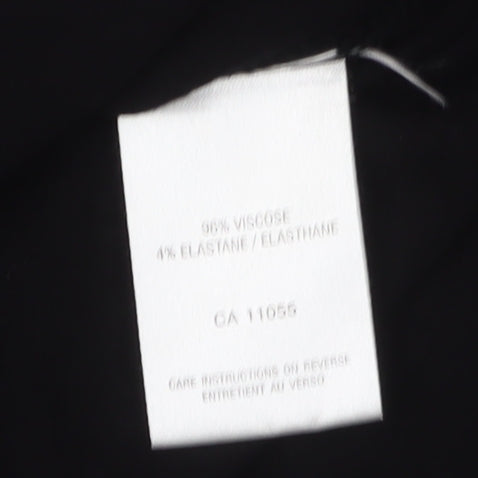 96% VISCOSE
4% ELASTANE / ELASTHANE
CA 11055
CARE INSTRUCTIONS ON REVERSE
ENTRETIENT AU VERSO